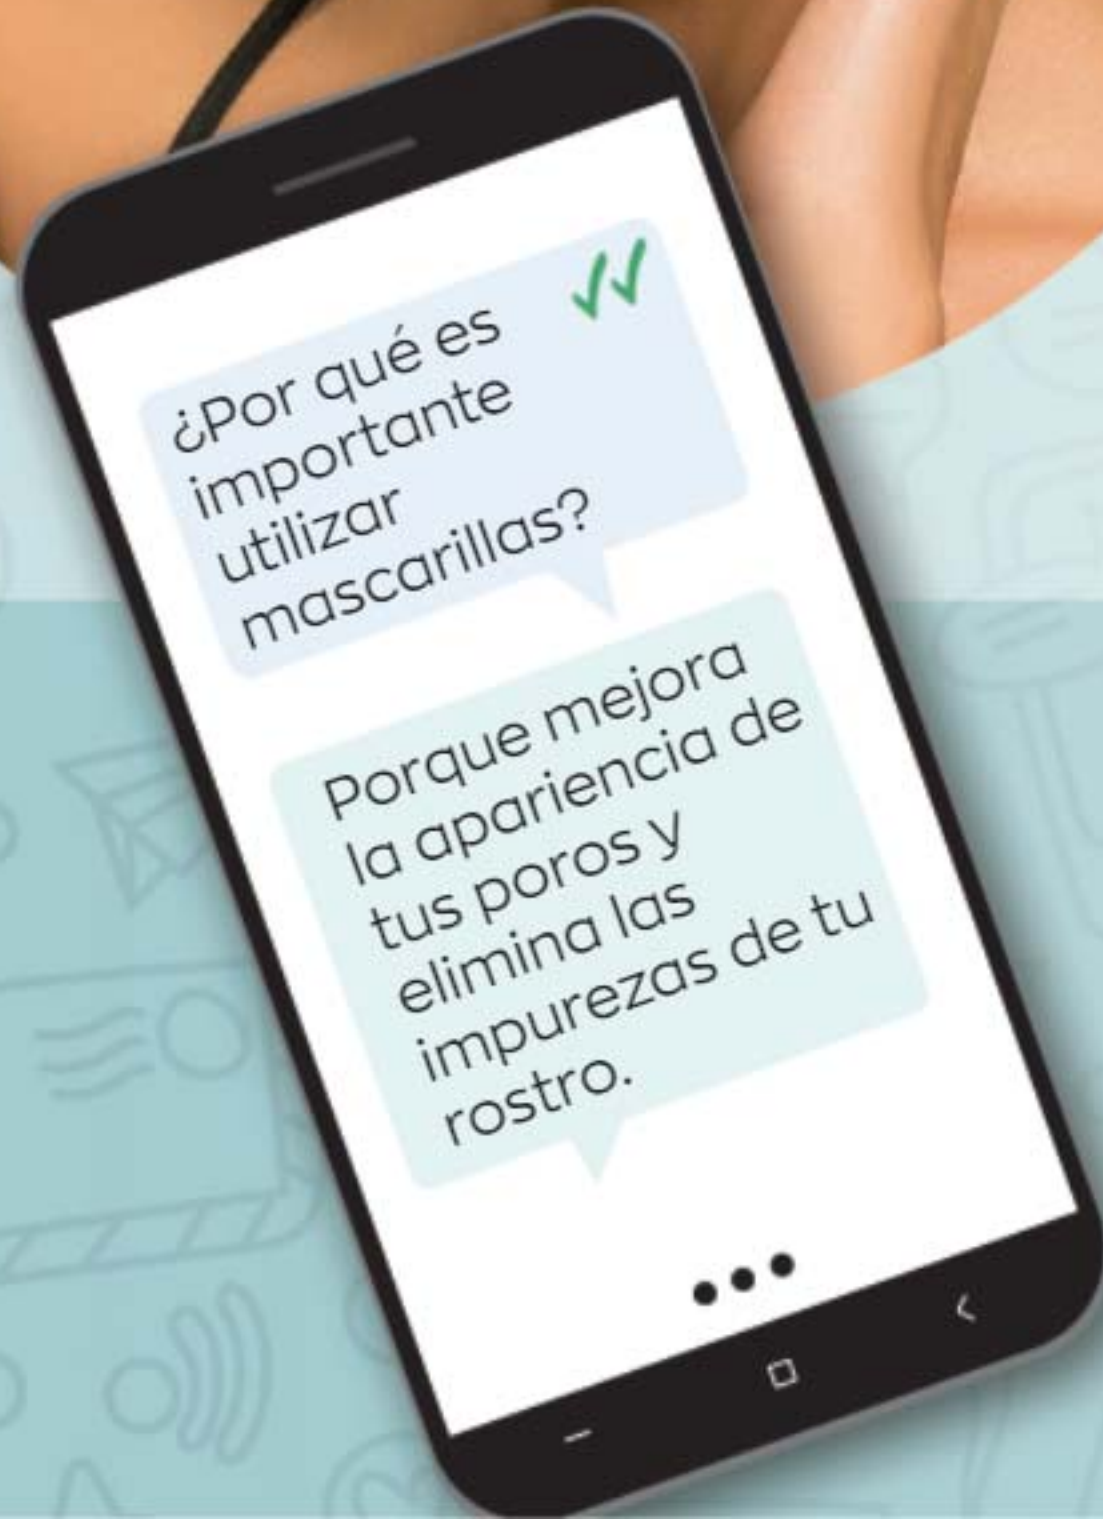 ¿Por qué es
importante
utilizar
mascarillas?
Porque mejora
la apariencia de
tus poros y
elimina las
impurezas de tu
rostro.